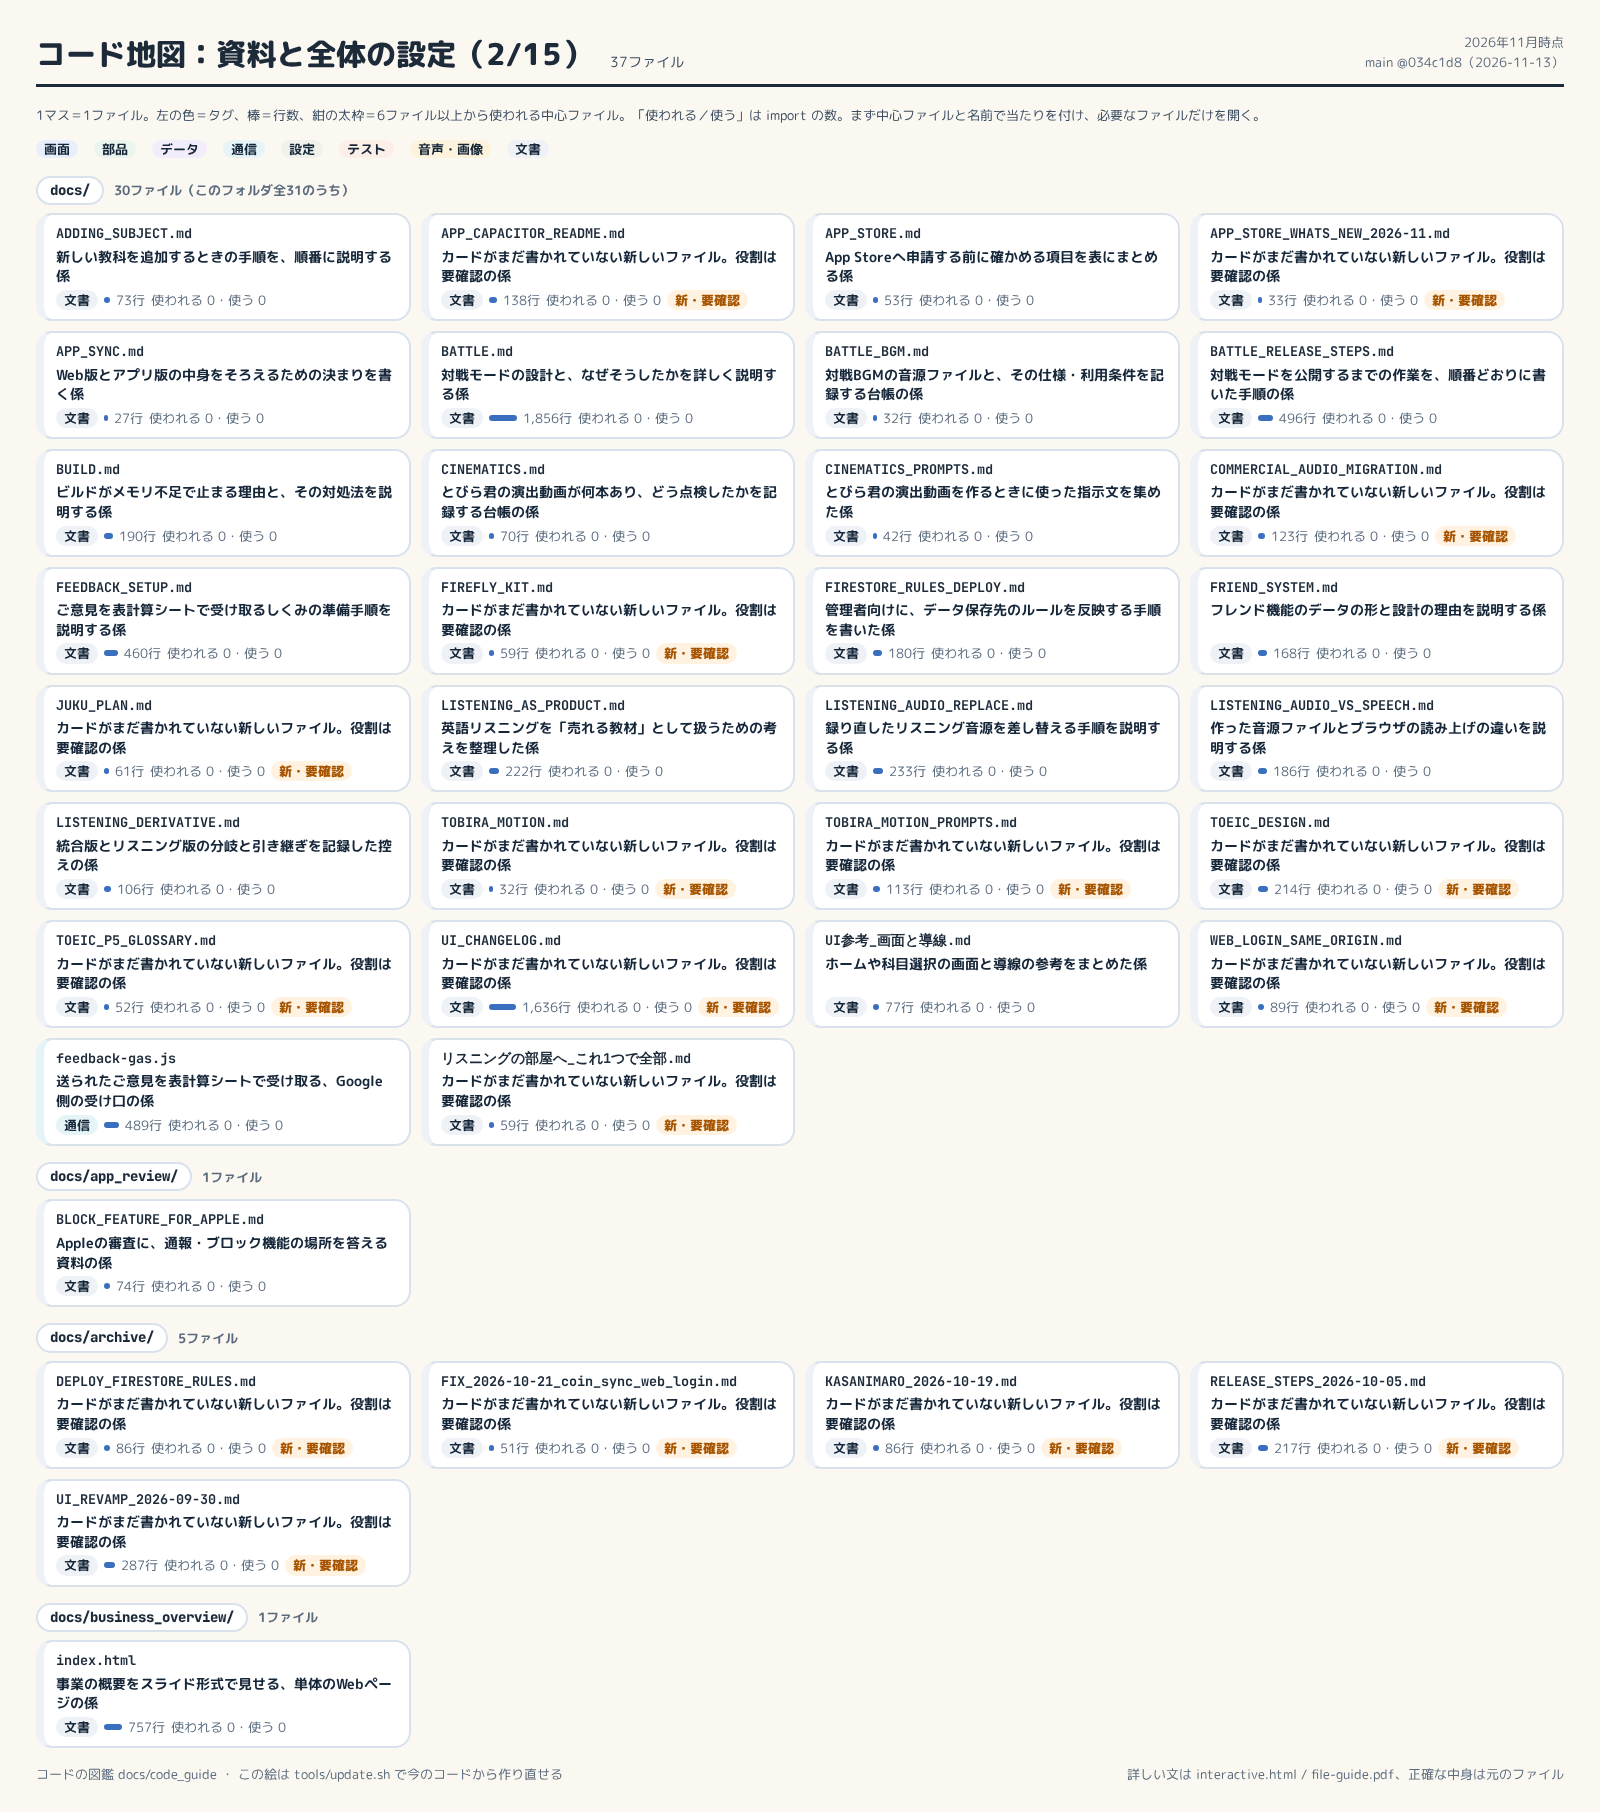 コード地図：資料と全体の設定（2/15） 37ファイル
2026年11月時点
main @034c1d8（2026-11-13）
1マス＝1ファイル。左の色＝タグ、棒＝行数、紺の太枠＝6ファイル以上から使われる中心ファイル。「使われる／使う」は import の数。まず中心ファイルと名前で当たりを付け、必要なファイルだけを開く。
画面 部品 データ 通信 設定 テスト 音声・画像 文書
docs/ 30ファイル（このフォルダ全31のうち）
ADDING_SUBJECT.md
新しい教科を追加するときの手順を、順番に説明する
係
文書 73行 使われる 0 · 使う 0
APP_CAPACITOR_README.md
カードがまだ書かれていない新しいファイル。役割は
要確認の係
文書 138行 使われる 0 · 使う 0 新・要確認
APP_STORE.md
App Storeへ申請する前に確かめる項目を表にまとめ
る係
文書 53行 使われる 0 · 使う 0
APP_STORE_WHATS_NEW_2026-11.md
カードがまだ書かれていない新しいファイル。役割は
要確認の係
文書 33行 使われる 0 · 使う 0 新・要確認
APP_SYNC.md
Web版とアプリ版の中身をそろえるための決まりを書
く係
文書 27行 使われる 0 · 使う 0
BATTLE.md
対戦モードの設計と、なぜそうしたかを詳しく説明す
る係
文書 1,856行 使われる 0 · 使う 0
BATTLE_BGM.md
対戦BGMの音源ファイルと、その仕様・利用条件を記
録する台帳の係
文書 32行 使われる 0 · 使う 0
BATTLE_RELEASE_STEPS.md
対戦モードを公開するまでの作業を、順番どおりに書
いた手順の係
文書 496行 使われる 0 · 使う 0
BUILD.md
ビルドがメモリ不足で止まる理由と、その対処法を説
明する係
文書 190行 使われる 0 · 使う 0
CINEMATICS.md
とびら君の演出動画が何本あり、どう点検したかを記
録する台帳の係
文書 70行 使われる 0 · 使う 0
CINEMATICS_PROMPTS.md
とびら君の演出動画を作るときに使った指示文を集め
た係
文書 42行 使われる 0 · 使う 0
COMMERCIAL_AUDIO_MIGRATION.md
カードがまだ書かれていない新しいファイル。役割は
要確認の係
文書 123行 使われる 0 · 使う 0 新・要確認
FEEDBACK_SETUP.md
ご意見を表計算シートで受け取るしくみの準備手順を
説明する係
文書 460行 使われる 0 · 使う 0
FIREFLY_KIT.md
カードがまだ書かれていない新しいファイル。役割は
要確認の係
文書 59行 使われる 0 · 使う 0 新・要確認
FIRESTORE_RULES_DEPLOY.md
管理者向けに、データ保存先のルールを反映する手順
を書いた係
文書 180行 使われる 0 · 使う 0
FRIEND_SYSTEM.md
フレンド機能のデータの形と設計の理由を説明する係
文書 168行 使われる 0 · 使う 0
JUKU_PLAN.md
カードがまだ書かれていない新しいファイル。役割は
要確認の係
文書 61行 使われる 0 · 使う 0 新・要確認
LISTENING_AS_PRODUCT.md
英語リスニングを「売れる教材」として扱うための考
えを整理した係
文書 222行 使われる 0 · 使う 0
LISTENING_AUDIO_REPLACE.md
録り直したリスニング音源を差し替える手順を説明す
る係
文書 233行 使われる 0 · 使う 0
LISTENING_AUDIO_VS_SPEECH.md
作った音源ファイルとブラウザの読み上げの違いを説
明する係
文書 186行 使われる 0 · 使う 0
LISTENING_DERIVATIVE.md
統合版とリスニング版の分岐と引き継ぎを記録した控
えの係
文書 106行 使われる 0 · 使う 0
TOBIRA_MOTION.md
カードがまだ書かれていない新しいファイル。役割は
要確認の係
文書 32行 使われる 0 · 使う 0 新・要確認
TOBIRA_MOTION_PROMPTS.md
カードがまだ書かれていない新しいファイル。役割は
要確認の係
文書 113行 使われる 0 · 使う 0 新・要確認
TOEIC_DESIGN.md
カードがまだ書かれていない新しいファイル。役割は
要確認の係
文書 214行 使われる 0 · 使う 0 新・要確認
TOEIC_P5_GLOSSARY.md
カードがまだ書かれていない新しいファイル。役割は
要確認の係
文書 52行 使われる 0 · 使う 0 新・要確認
UI_CHANGELOG.md
カードがまだ書かれていない新しいファイル。役割は
要確認の係
文書 1,636行 使われる 0 · 使う 0 新・要確認
UI参考_画面と導線.md
ホームや科目選択の画面と導線の参考をまとめた係
文書 77行 使われる 0 · 使う 0
WEB_LOGIN_SAME_ORIGIN.md
カードがまだ書かれていない新しいファイル。役割は
要確認の係
文書 89行 使われる 0 · 使う 0 新・要確認
feedback-gas.js
送られたご意見を表計算シートで受け取る、Google
側の受け口の係
通信 489行 使われる 0 · 使う 0
リスニングの部屋へ_これ1つで全部.md
カードがまだ書かれていない新しいファイル。役割は
要確認の係
文書 59行 使われる 0 · 使う 0 新・要確認
docs/app_review/ 1ファイル
BLOCK_FEATURE_FOR_APPLE.md
Appleの審査に、通報・ブロック機能の場所を答える
資料の係
文書 74行 使われる 0 · 使う 0
docs/archive/ 5ファイル
DEPLOY_FIRESTORE_RULES.md
カードがまだ書かれていない新しいファイル。役割は
要確認の係
文書 86行 使われる 0 · 使う 0 新・要確認
FIX_2026-10-21_coin_sync_web_login.md
カードがまだ書かれていない新しいファイル。役割は
要確認の係
文書 51行 使われる 0 · 使う 0 新・要確認
KASANIMARO_2026-10-19.md
カードがまだ書かれていない新しいファイル。役割は
要確認の係
文書 86行 使われる 0 · 使う 0 新・要確認
RELEASE_STEPS_2026-10-05.md
カードがまだ書かれていない新しいファイル。役割は
要確認の係
文書 217行 使われる 0 · 使う 0 新・要確認
UI_REVAMP_2026-09-30.md
カードがまだ書かれていない新しいファイル。役割は
要確認の係
文書 287行 使われる 0 · 使う 0 新・要確認
docs/business_overview/ 1ファイル
index.html
事業の概要をスライド形式で見せる、単体のWebペー
ジの係
文書 757行 使われる 0 · 使う 0
コードの図鑑 docs/code_guide · この絵は tools/update.sh で今のコードから作り直せる
詳しい文は interactive.html / file-guide.pdf、正確な中身は元のファイル